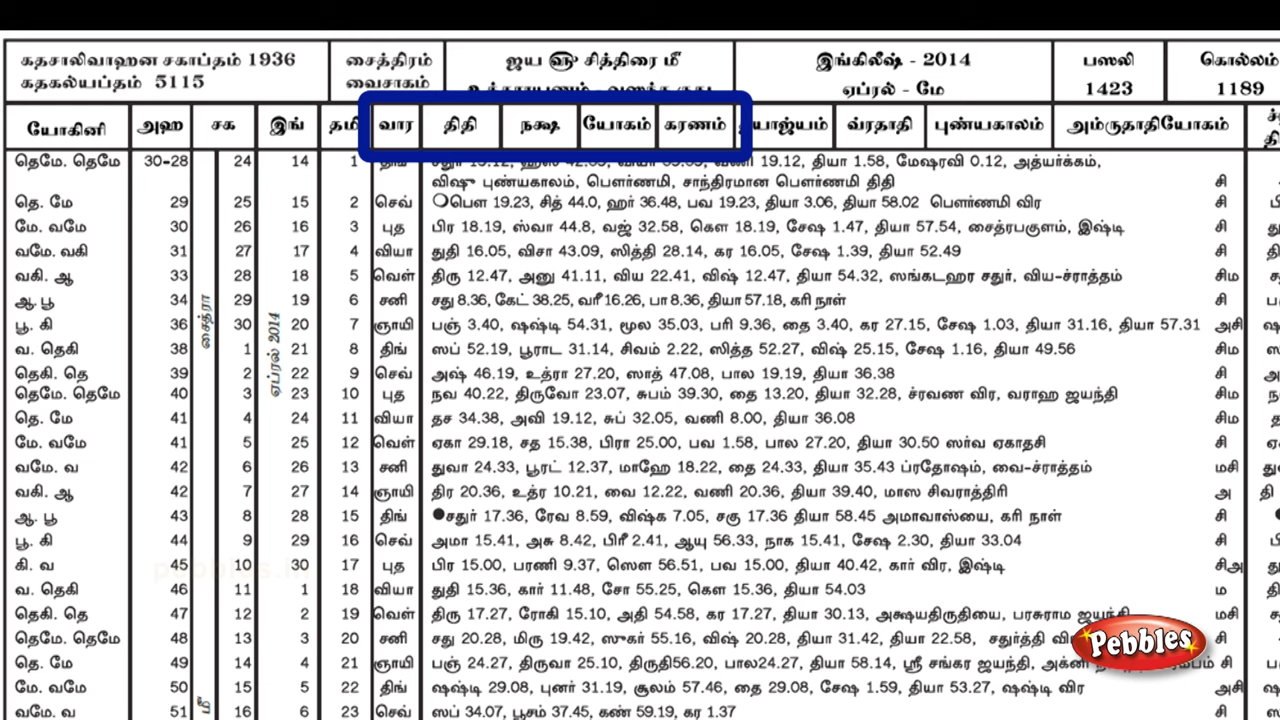 கதசாலிவாஹன சகாப்தம் 1936 சைத்திரம் ஜய ௵ சித்திரை ௴ இங்கிலீஷ் - 2014 பஸலி கொல்லம்
கதகல்யப்தம் 5115 வைசாகம் ஏப்ரல் - மே 1423 1189
யோகினி அஹ சக இங் தமி வார திதி நக்ஷ யோகம் கரணம் யாஜ்யம் வ்ரதாதி புண்யகாலம் அம்ருதாதியோகம்
தெமே. தெமே 30-28 24 14 1 திங் சதுர் 19.12, தியா 1.58, மேஷரவி 0.12, அத்யர்க்கம்,
விஷு புண்யகாலம், பௌர்ணமி, சாந்திரமான பௌர்ணமி திதி சி
தெ. மே 29 25 15 2 செவ் பௌ 19.23, சித் 44.0, ஹர் 36.48, பவ 19.23, தியா 3.06, தியா 58.02 பௌர்ணமி விர சி
மே. வமே 30 26 16 3 புத பிர 18.19, ஸ்வா 44.8, வஜ் 32.58, கௌ 18.19, சேஷ 1.47, தியா 57.54, சைத்ரபகுளம், இஷ்டி சி
வமே. வகி 31 27 17 4 வியா துதி 16.05, விசா 43.09, ஸித்தி 28.14, கர 16.05, சேஷ 1.39, தியா 52.49 சி
வகி. ஆ 33 28 18 5 வெள் திரு 12.47, அனு 41.11, விய 22.41, விஷ் 12.47, தியா 54.32, ஸங்கடஹர சதுர், விய-ச்ராத்தம் சிம
ஆ. பூ 34 சைத்ரா 29 19 6 சனி சது 8.36, கேட் 38.25, வரீ 16.26, பா 8.36, தியா 57.18, கரி நாள் சி
பூ. கி 36 30 ஏப்ரல் 2014 20 7 ஞாயி பஞ் 3.40, ஷஷ்டி 54.31, மூல 35.03, பரி 9.36, தை 3.40, கர 27.15, சேஷ 1.03, தியா 31.16, தியா 57.31 அசி
வ. தெகி 38 1 21 8 திங் ஸப் 52.19, பூராட 31.14, சிவம் 2.22, ஸித்த 52.27, விஷ் 25.15, சேஷ 1.16, தியா 49.56 சிம
தெகி. தெ 39 2 22 9 செவ் அஷ் 46.19, உத்ரா 27.20, ஸாத் 47.08, பால 19.19, தியா 36.38 சி
தெமே. தெமே 40 3 23 10 புத நவ 40.22, திருவோ 23.07, சுபம் 39.30, தை 13.20, தியா 32.28, ச்ரவண விர, வராஹ ஜயந்தி சிம
தெ. மே 41 4 24 11 வியா தச 34.38, அவி 19.12, சுப் 32.05, வணி 8.00, தியா 36.08 சிம
மே. வமே 41 5 25 12 வெள் ஏகா 29.18, சத 15.38, பிரா 25.00, பவ 1.58, பால 27.20, தியா 30.50 ஸர்வ ஏகாதசி சி
வமே. வ 42 6 26 13 சனி துவா 24.33, பூரட் 12.37, மாஹே 18.22, தை 24.33, தியா 35.43 ப்ரதோஷம், வை-ச்ராத்தம் மசி
வகி. ஆ 42 7 27 14 ஞாயி திர 20.36, உத்ர 10.21, வை 12.22, வணி 20.36, தியா 39.40, மாஸ சிவராத்திரி அ
ஆ. பூ 43 8 28 15 திங் ●சதுர் 17.36, ரேவ 8.59, விஷ்க 7.05, சகு 17.36 தியா 58.45 அமாவாஸ்யை, கரி நாள் சி
பூ. கி 44 9 29 16 செவ் அமா 15.41, அசு 8.42, பிரீ 2.41, ஆயு 56.33, நாக 15.41, சேஷ 2.30, தியா 33.04 சி
கி. வ 45 10 30 17 புத பிர 15.00, பரணி 9.37, ஸௌ 56.51, பவ 15.00, தியா 40.42, கார் விர, இஷ்டி சிஅ
வ. தெகி 46 11 1 18 வியா துதி 15.36, கார் 11.48, சோ 55.25, கௌ 15.36, தியா 54.03 ம
தெகி. தெ 47 12 2 19 வெள் திரு 17.27, ரோகி 15.10, அதி 54.58, கர 17.27, தியா 30.13, அக்ஷயதிருதியை, பரசுராம ஜயந்தி மசி
தெமே. தெமே 48 13 3 20 சனி சது 20.28, மிரு 19.42, ஸுகர் 55.16, விஷ் 20.28, தியா 31.42, தியா 22.58, சதுர்த்தி சி
தெ. மே 49 14 4 21 ஞாயி பஞ் 24.27, திருவா 25.10, திருதி56.20, பால24.27, தியா 58.14, ஸ்ரீ சங்கர ஜயந்தி, அக்னி சி
மே. வமே 50 15 5 22 திங் ஷஷ்டி 29.08, புனர் 31.19, சூலம் 57.46, தை 29.08, சேஷ 1.59, தியா 53.27, ஷஷ்டி விர அசி
வமே. வ 51 ௴ 16 6 23 செவ் ஸப் 34.07, பூசம் 37.45, கண் 59.19, கர 1.37 சி
Pebbles